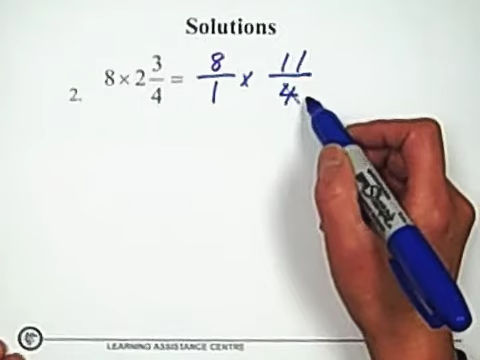 Solutions
2. 8 × 2 3/4 = 8/1 × 11/4
LEARNING ASSISTANCE CENTRE